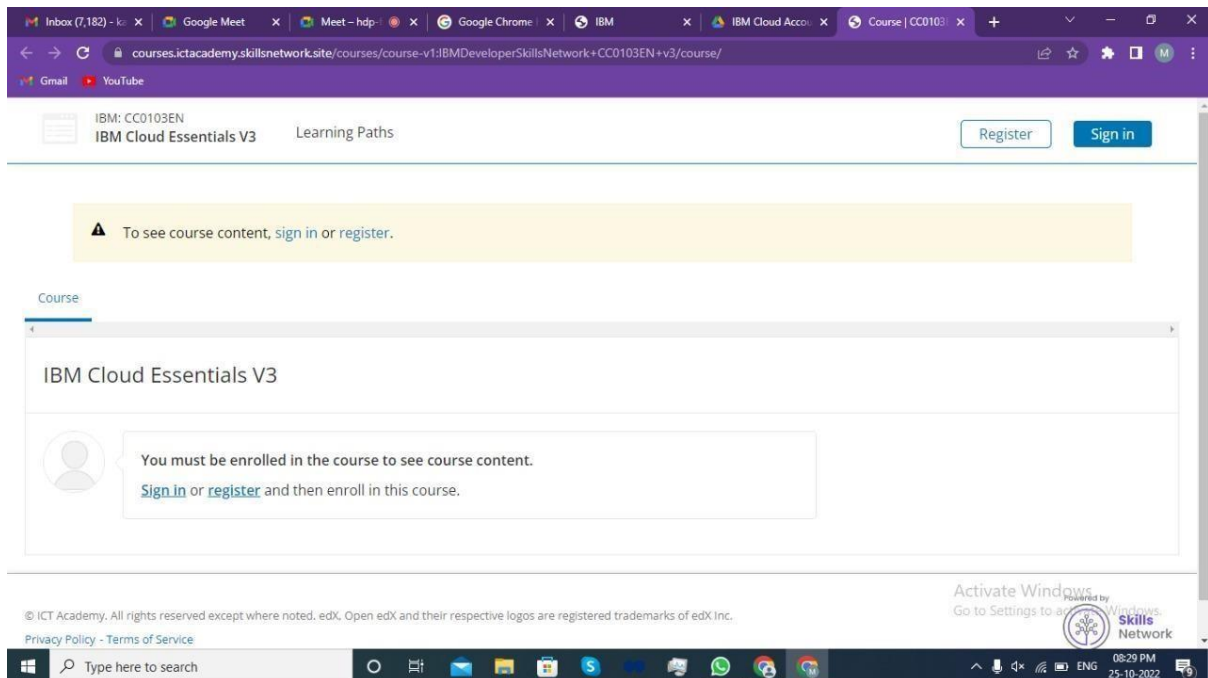 Inbox (7,182) - ka
Google Meet
Meet – hdp-
Google Chrome
IBM
IBM Cloud Accou
Course | CC0103
courses.ictacademy.skillsnetwork.site/courses/course-v1:IBMDeveloperSkillsNetwork+CC0103EN+v3/course/
M
Gmail YouTube
IBM: CC0103EN
IBM Cloud Essentials V3
Learning Paths
Register
Sign in
To see course content, sign in or register.
Course
IBM Cloud Essentials V3
You must be enrolled in the course to see course content.
Sign in or register and then enroll in this course.
Activate Windows
Go to Settings to activate Windows.
Powered by
Skills
Network
© ICT Academy. All rights reserved except where noted. edX, Open edX and their respective logos are registered trademarks of edX Inc.
Privacy Policy - Terms of Service
Type here to search
ENG
08:29 PM
25-10-2022